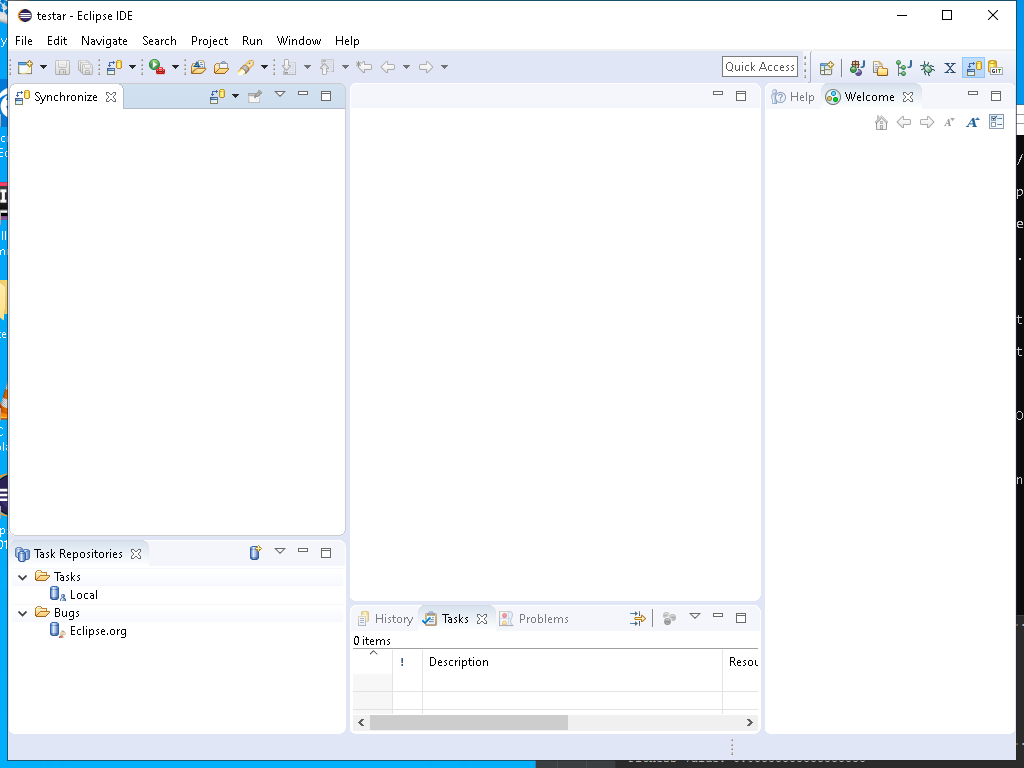 testar - Eclipse IDE
File Edit Navigate Search Project Run Window Help
Quick Access
Synchronize
Help Welcome
Task Repositories
Tasks
Local
Bugs
Eclipse.org
History Tasks Problems
0 items
! Description Resou